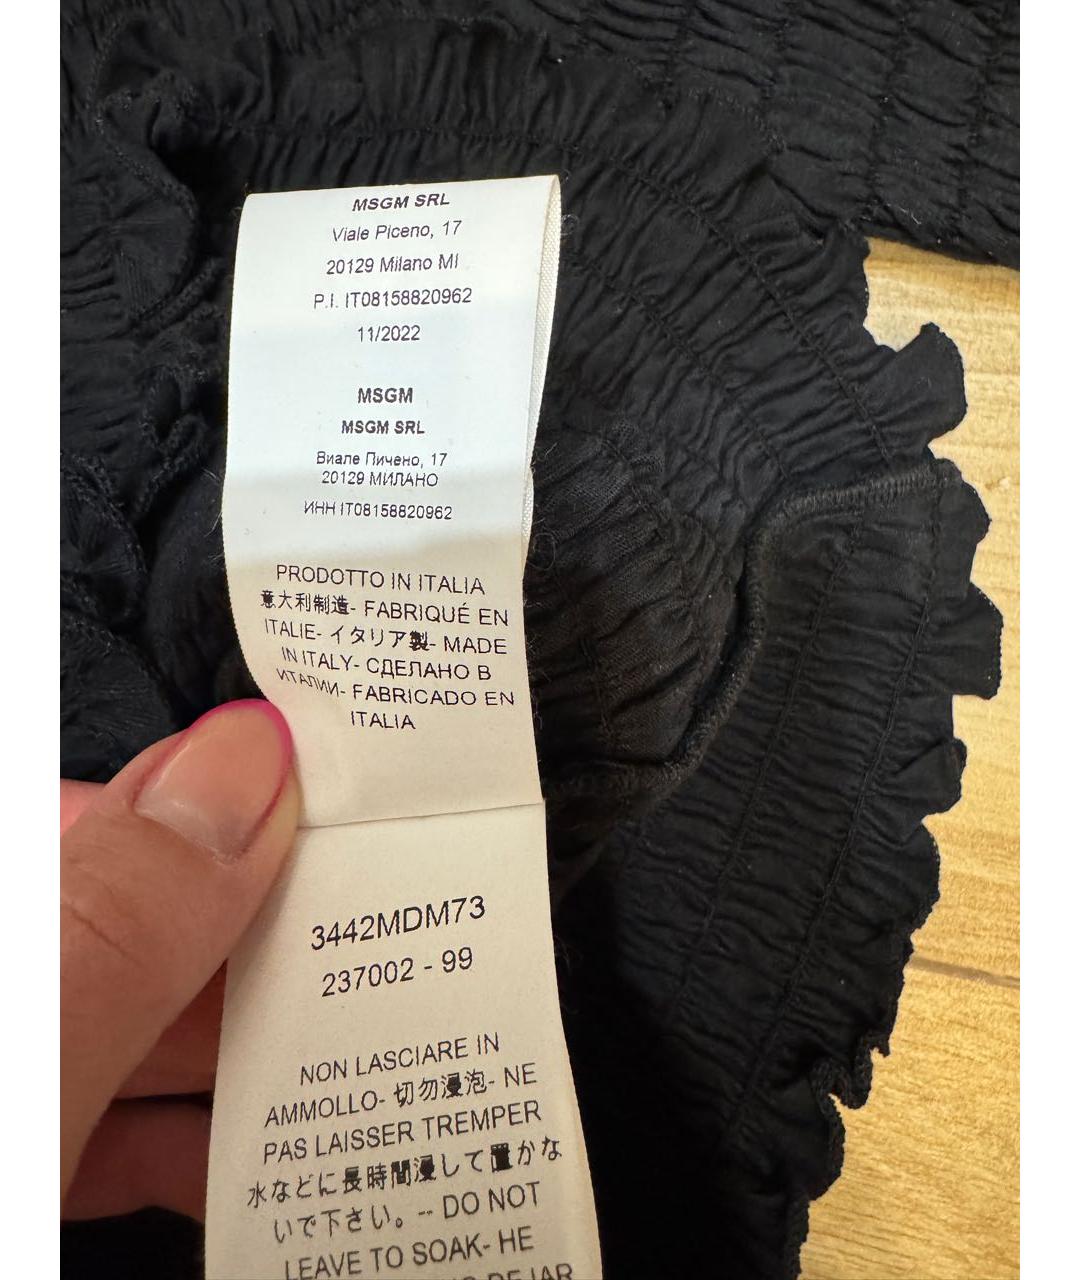 MSGM SRL
Viale Piceno, 17
20129 Milano MI
P.I. IT08158820962
11/2022
MSGM
MSGM SRL
Виале Пичено, 17
20129 МИЛАНО
ИНН IT08158820962
PRODOTTO IN ITALIA
意大利制造- FABRIQUÉ EN
ITALIE- イタリア製- MADE
IN ITALY- СДЕЛАНО В
ИТАЛИИ- FABRICADO EN
ITALIA
3442MDM73
237002 - 99
NON LASCIARE IN
AMMOLLO- 切勿浸泡- NE
PAS LAISSER TREMPER
水などに長時間浸して置かな
いで下さい。-- DO NOT
LEAVE TO SOAK- НЕ
DEJAR